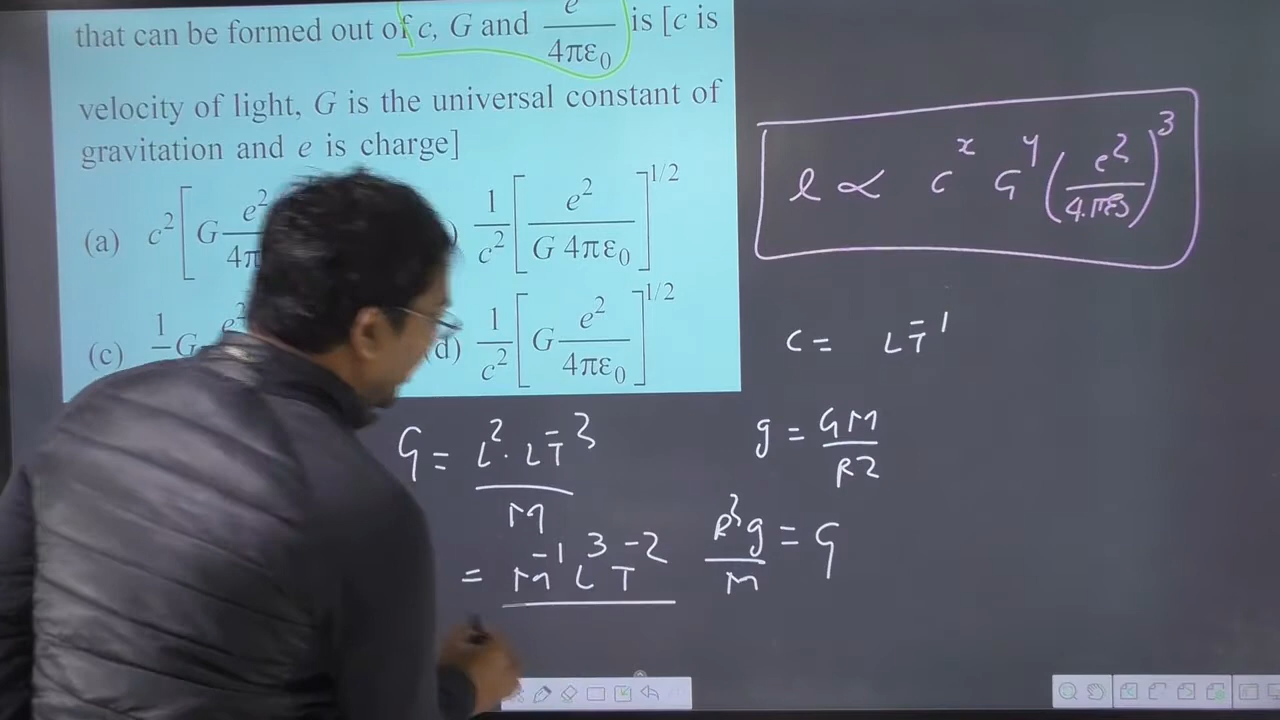 that can be formed out of c, G and e/4πε₀ is [c is
velocity of light, G is the universal constant of
gravitation and e is charge]
(a) c²[G e²/4π
) 1/c² [e²/G 4πε₀]^1/2
(c) 1/ G e²
(d) 1/c² [G e²/4πε₀]^1/2
l ∝ c^x G^y (e²/4πε₀)^3
c = LT⁻¹
G = L².LT⁻²/M
g = GM/R2
= M⁻¹L³T⁻²
R²g/M = G